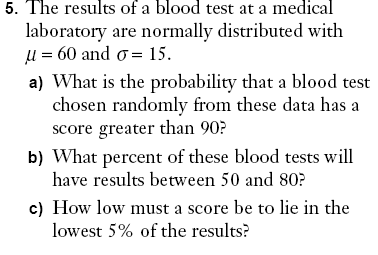 5. The results of a blood test at a medical
laboratory are normally distributed with
μ = 60 and σ = 15.
a) What is the probability that a blood test
chosen randomly from these data has a
score greater than 90?
b) What percent of these blood tests will
have results between 50 and 80?
c) How low must a score be to lie in the
lowest 5% of the results?